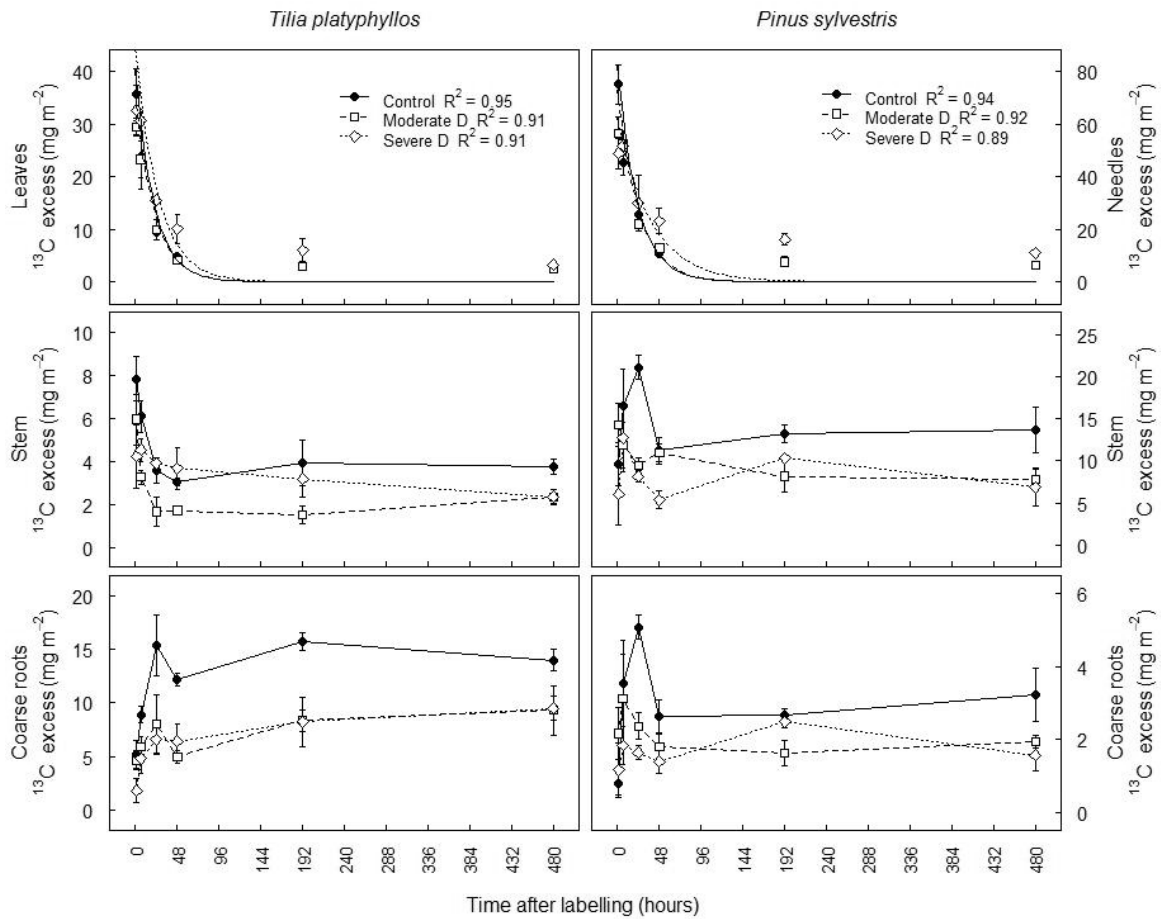 Tilia platyphyllos
Pinus sylvestris
Leaves
¹³C excess (mg m⁻²)
40
30
20
10
0
Control R² = 0.95
Moderate D R² = 0.91
Severe D R² = 0.91
Control R² = 0.94
Moderate D R² = 0.92
Severe D R² = 0.89
80
60
40
20
0
Needles
¹³C excess (mg m⁻²)
Stem
¹³C excess (mg m⁻²)
10
8
6
4
2
0
25
20
15
10
5
0
Stem
¹³C excess (mg m⁻²)
Coarse roots
¹³C excess (mg m⁻²)
20
15
10
5
0
6
4
2
0
Coarse roots
¹³C excess (mg m⁻²)
0 48 96 144 192 240 288 336 384 432 480
0 48 96 144 192 240 288 336 384 432 480
Time after labelling (hours)